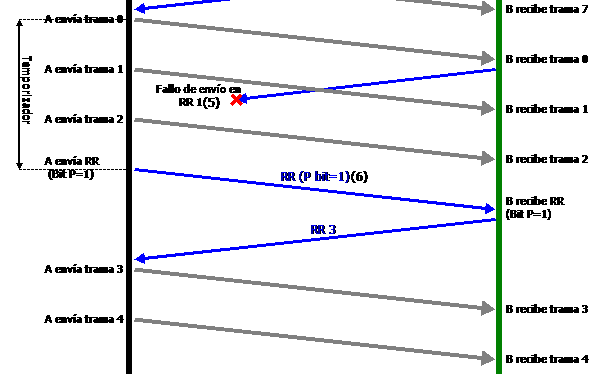 B recibe trama 7
A envía trama 0
Temporizador
B recibe trama 0
A envía trama 1
Fallo de envío en
RR 1(5)
B recibe trama 1
A envía trama 2
B recibe trama 2
A envía RR
(Bit P=1)
RR (P bit=1)(6)
B recibe RR
(Bit P=1)
RR 3
A envía trama 3
B recibe trama 3
A envía trama 4
B recibe trama 4